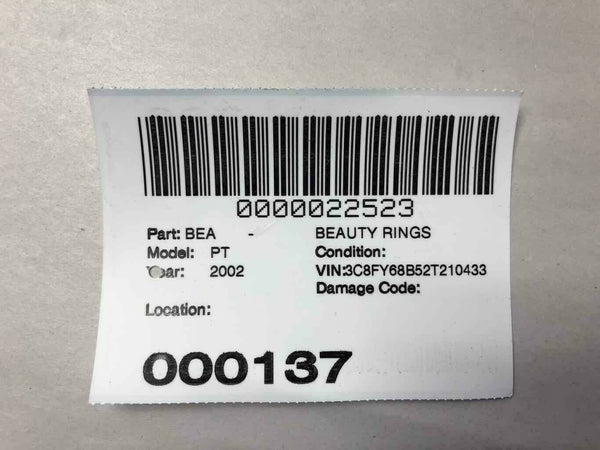 0000022523
Part: BEA - BEAUTY RINGS
Model: PT Condition:
Year: 2002 VIN:3C8FY68B52T210433
Damage Code:
Location:
000137